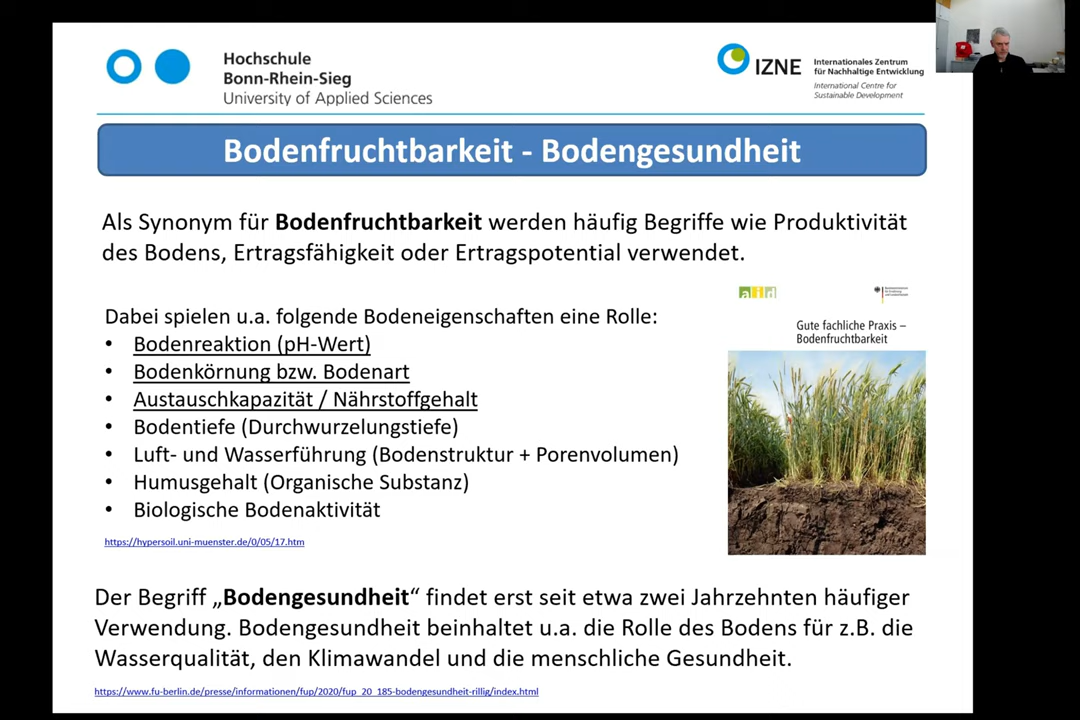 Hochschule
Bonn-Rhein-Sieg
University of Applied Sciences
IZNE
Internationales Zentrum
für Nachhaltige Entwicklung
International Centre for
Sustainable Development
Bodenfruchtbarkeit - Bodengesundheit
Als Synonym für Bodenfruchtbarkeit werden häufig Begriffe wie Produktivität
des Bodens, Ertragsfähigkeit oder Ertragspotential verwendet.
Dabei spielen u.a. folgende Bodeneigenschaften eine Rolle:
• Bodenreaktion (pH-Wert)
• Bodenkörnung bzw. Bodenart
• Austauschkapazität / Nährstoffgehalt
• Bodentiefe (Durchwurzelungstiefe)
• Luft- und Wasserführung (Bodenstruktur + Porenvolumen)
• Humusgehalt (Organische Substanz)
• Biologische Bodenaktivität
https://hypersoil.uni-muenster.de/0/05/17.htm
aid
Gute fachliche Praxis –
Bodenfruchtbarkeit
Der Begriff „Bodengesundheit“ findet erst seit etwa zwei Jahrzehnten häufiger
Verwendung. Bodengesundheit beinhaltet u.a. die Rolle des Bodens für z.B. die
Wasserqualität, den Klimawandel und die menschliche Gesundheit.
https://www.fu-berlin.de/presse/informationen/fup/2020/fup_20_185-bodengesundheit-rillig/index.html